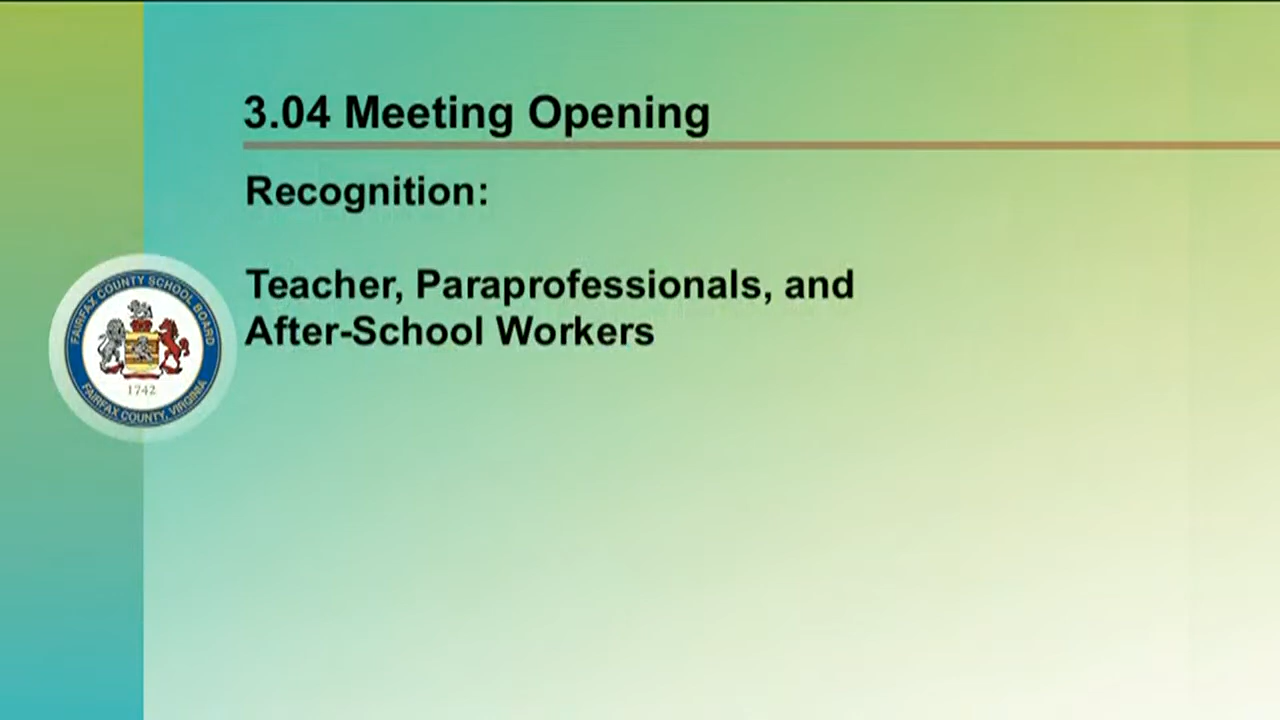 3.04 Meeting Opening
Recognition:
Teacher, Paraprofessionals, and
After-School Workers
FAIRFAX COUNTY SCHOOL BOARD
1742
FAIRFAX COUNTY, VIRGINIA